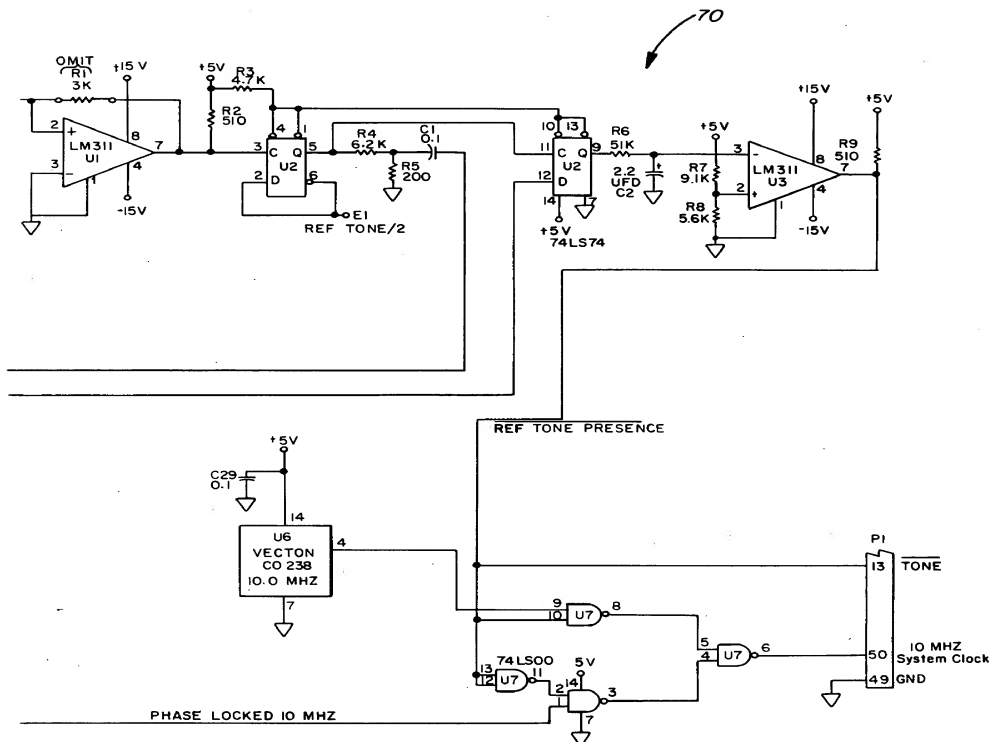 70
OMIT
R1
3K
+15V
2
+
LM311
U1
3
-
8
7
4
1
-15V
+5V
R3
4.7K
R2
510
4
1
3
C
Q
5
U2
2
D
6
E1
REF TONE/2
R4
6.2K
R5
200
C1
0.1
10
13
11
C
Q
9
U2
12
D
14
7
+5V
74LS74
R6
51K
+
2.2
UFD
C2
+5V
R7
9.1K
R8
5.6K
3
-
LM311
U3
2
+
+15V
8
7
4
1
-15V
+5V
R9
510
REF TONE PRESENCE
+5V
C29
0.1
14
U6
VECTON
CO 238
10.0 MHZ
4
7
9
10
U7
8
5
4
U7
6
74LS00
13
12
U7
11
5V
14
2
1
3
7
PHASE LOCKED 10 MHZ
P1
13
TONE
50
10 MHZ
System Clock
49
GND